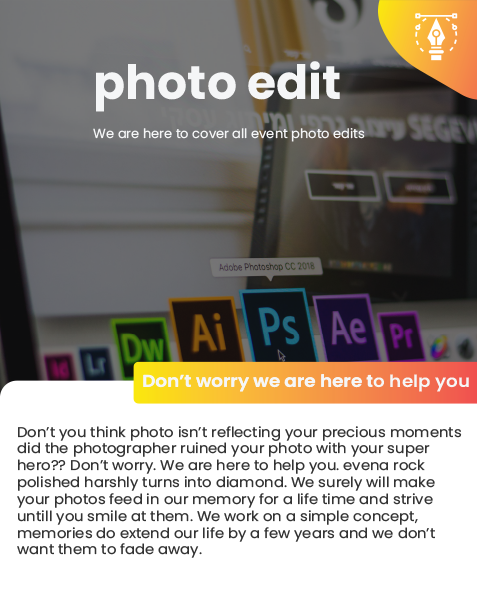 photo edit
We are here to cover all event photo edits
SEGEV
Adobe Photoshop CC 2018
Id
Lr
Dw
Ai
Ps
Ae
Pr
Don't worry we are here to help you
Don't you think photo isn't reflecting your precious moments
did the photographer ruined your photo with your super
hero?? Don't worry. We are here to help you. evena rock
polished harshly turns into diamond. We surely will make
your photos feed in our memory for a life time and strive
untill you smile at them. We work on a simple concept,
memories do extend our life by a few years and we don't
want them to fade away.